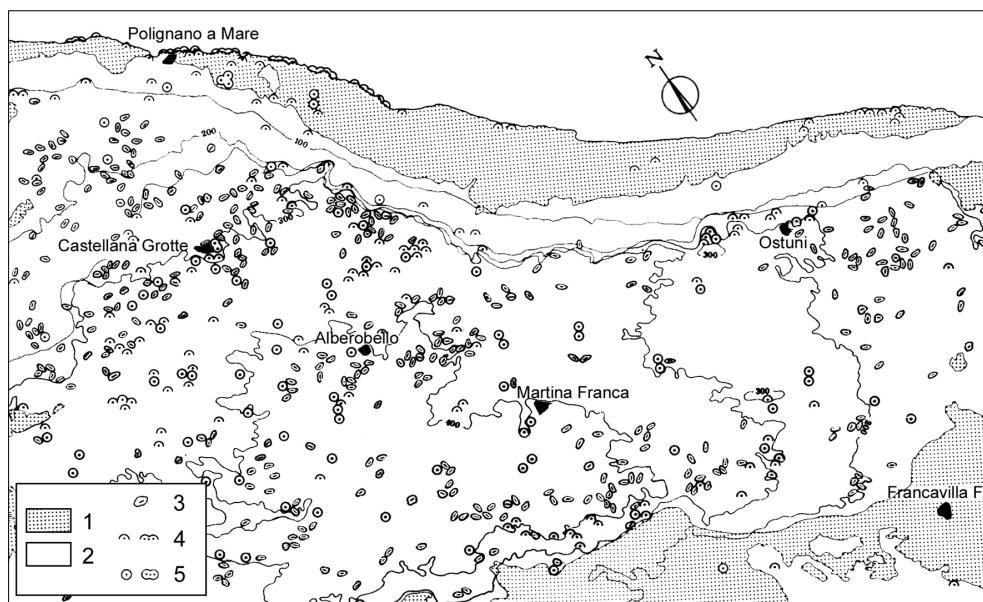 Polignano a Mare
N
200
100
Castellana Grotte
200
Ostuni
300
Alberobello
Martina Franca
300
400
Francavilla F
1
2
3
4
5